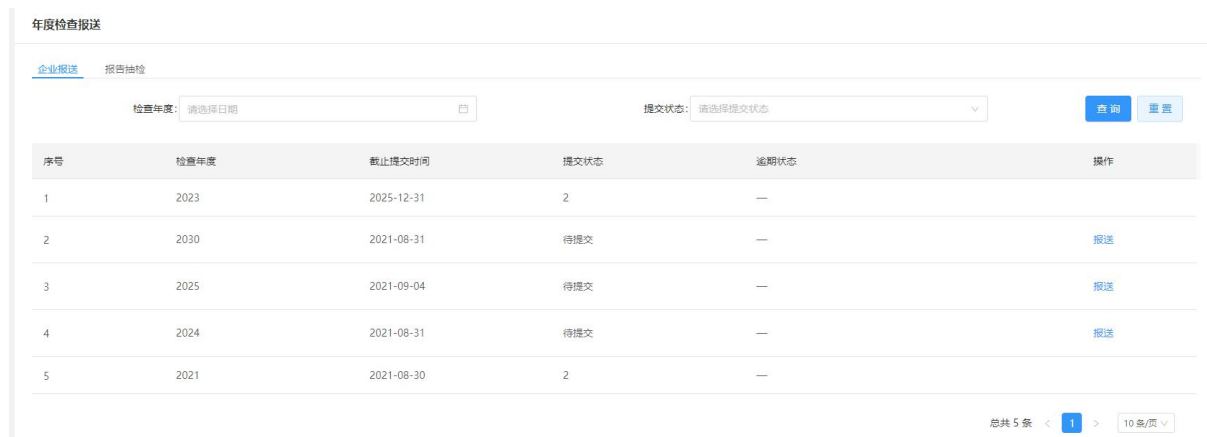 年度检查报送
企业报送 报告抽检
检查年度: 请选择日期 提交状态: 请选择提交状态 查询 重置
序号 检查年度 截止提交时间 提交状态 逾期状态 操作
1 2023 2025-12-31 2 —
2 2030 2021-08-31 待提交 — 报送
3 2025 2021-09-04 待提交 — 报送
4 2024 2021-08-31 待提交 — 报送
5 2021 2021-08-30 2 —
总共 5 条 < 1 > 10 条/页